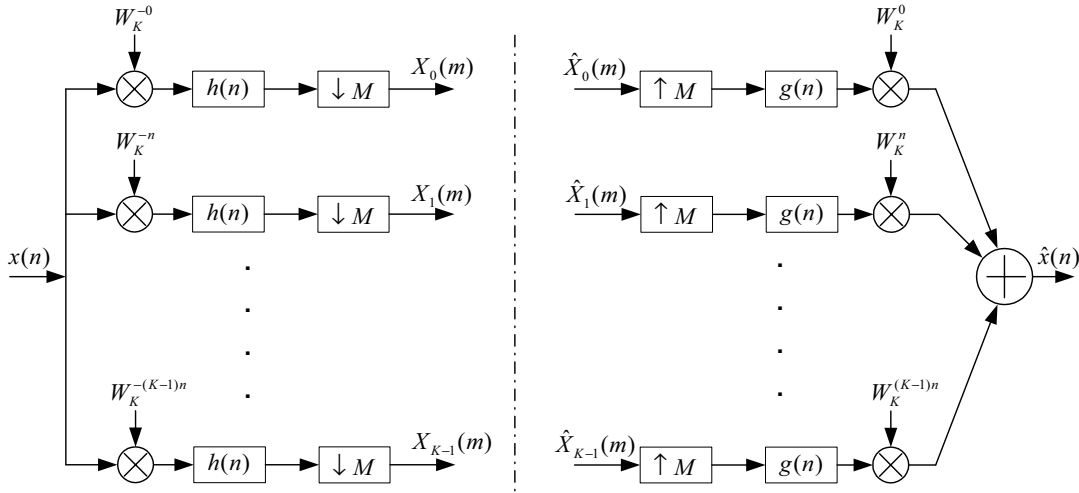 W_K^{-0} W_K^{0}
h(n) ↓ M X_0(m) X̂_0(m) ↑ M g(n)
W_K^{-n} W_K^{n}
h(n) ↓ M X_1(m) X̂_1(m) ↑ M g(n)
x(n) x̂(n)
W_K^{-(K-1)n} W_K^{(K-1)n}
h(n) ↓ M X_{K-1}(m) X̂_{K-1}(m) ↑ M g(n)